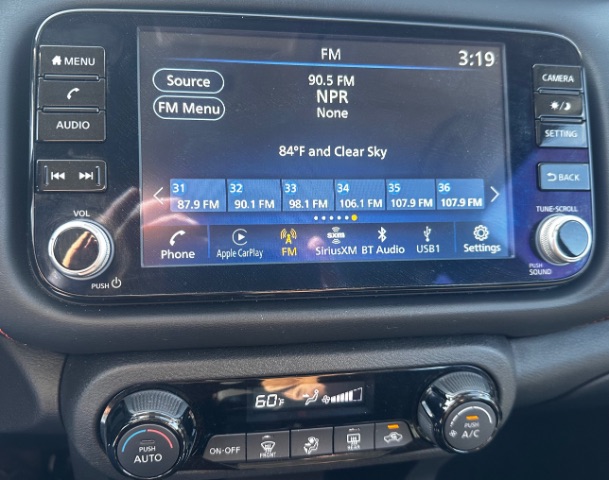 FM
3:19
MENU
AUDIO
VOL
PUSH
Source
FM Menu
90.5 FM
NPR
None
84°F and Clear Sky
31 32 33 34 35 36
87.9 FM 90.1 FM 98.1 FM 106.1 FM 107.9 FM 107.9 FM
Phone
Apple CarPlay
FM
SXM
SiriusXM
BT Audio
USB1
Settings
CAMERA
SETTING
BACK
TUNE·SCROLL
PUSH
SOUND
60°F
PUSH
AUTO
ON·OFF
FRONT
REAR
PUSH
A/C